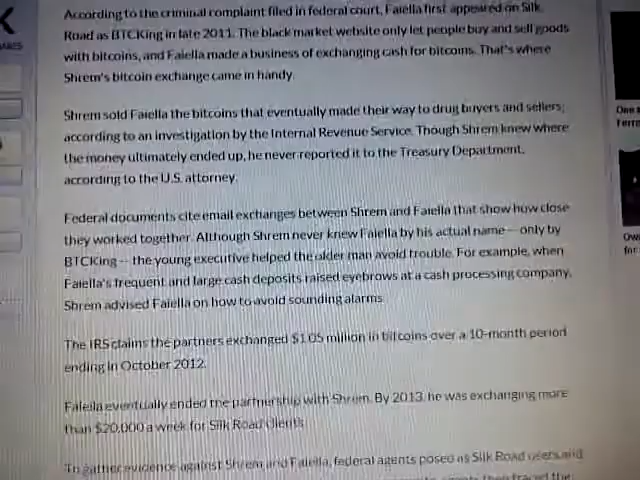 According to the criminal complaint filed in federal court, Faiella first appeared on Silk
Road as BTCKing in late 2011. The black market website only let people buy and sell goods
with bitcoins, and Faiella made a business of exchanging cash for bitcoins. That's where
Shrem's bitcoin exchange came in handy.
Shrem sold Faiella the bitcoins that eventually made their way to drug buyers and sellers,
according to an investigation by the Internal Revenue Service. Though Shrem knew where
the money ultimately ended up, he never reported it to the Treasury Department,
according to the U.S. attorney.
Federal documents cite email exchanges between Shrem and Faiella that show how close
they worked together. Although Shrem never knew Faiella by his actual name -- only by
BTCKing -- the young executive helped the older man avoid trouble. For example, when
Faiella's frequent and large cash deposits raised eyebrows at a cash processing company,
Shrem advised Faiella on how to avoid sounding alarms.
The IRS claims the partners exchanged $1.05 million in bitcoins over a 10-month period
ending in October 2012.
Faiella eventually ended the partnership with Shrem. By 2013, he was exchanging more
than $20,000 a week for Silk Road clients.
To gather evidence against Shrem and Faiella, federal agents posed as Silk Road users and